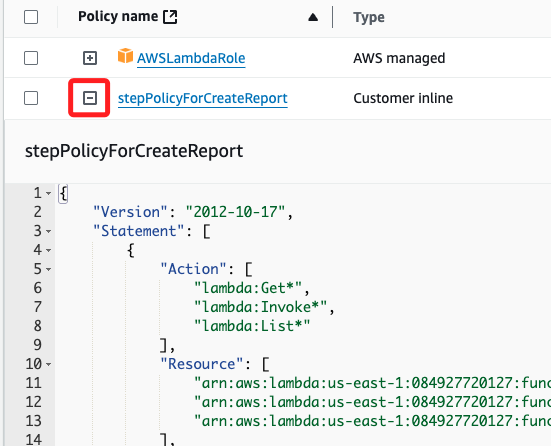 Policy name Type
AWSLambdaRole AWS managed
stepPolicyForCreateReport Customer inline
stepPolicyForCreateReport
1 {
2 "Version": "2012-10-17",
3 "Statement": [
4 {
5 "Action": [
6 "lambda:Get*",
7 "lambda:Invoke*",
8 "lambda:List*"
9 ],
10 "Resource": [
11 "arn:aws:lambda:us-east-1:084927720127:func
12 "arn:aws:lambda:us-east-1:084927720127:func
13 "arn:aws:lambda:us-east-1:084927720127:func
14 ],